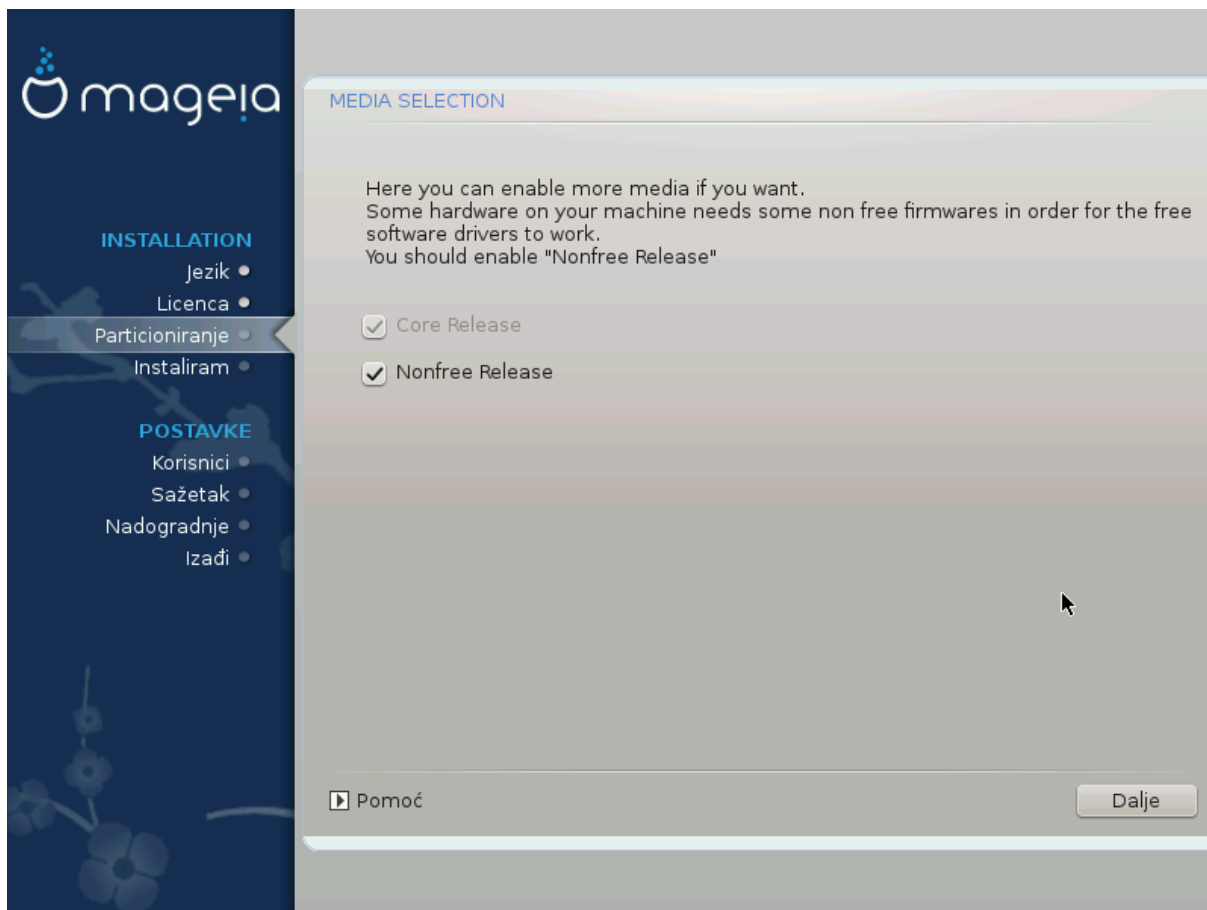 mageia
INSTALLATION
Jezik
Licenca
Particioniranje
Instaliram
POSTAVKE
Korisnici
Sažetak
Nadogradnje
Izađi
MEDIA SELECTION
Here you can enable more media if you want.
Some hardware on your machine needs some non free firmwares in order for the free
software drivers to work.
You should enable "Nonfree Release"
Core Release
Nonfree Release
Pomoć
Dalje